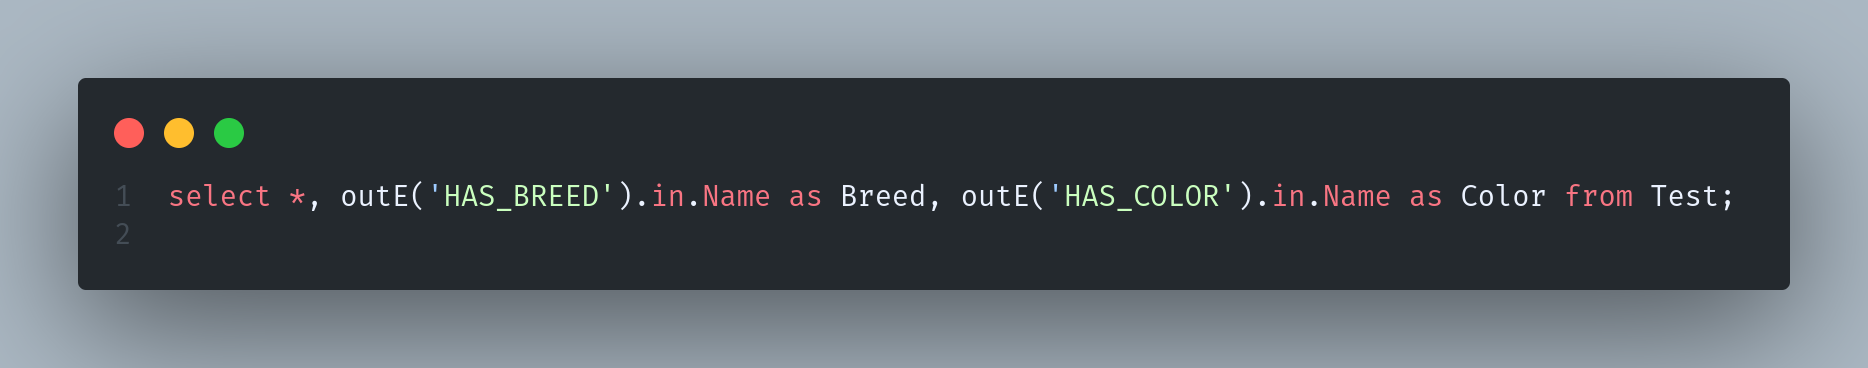 1 select *, outE('HAS_BREED').in.Name as Breed, outE('HAS_COLOR').in.Name as Color from Test;
2